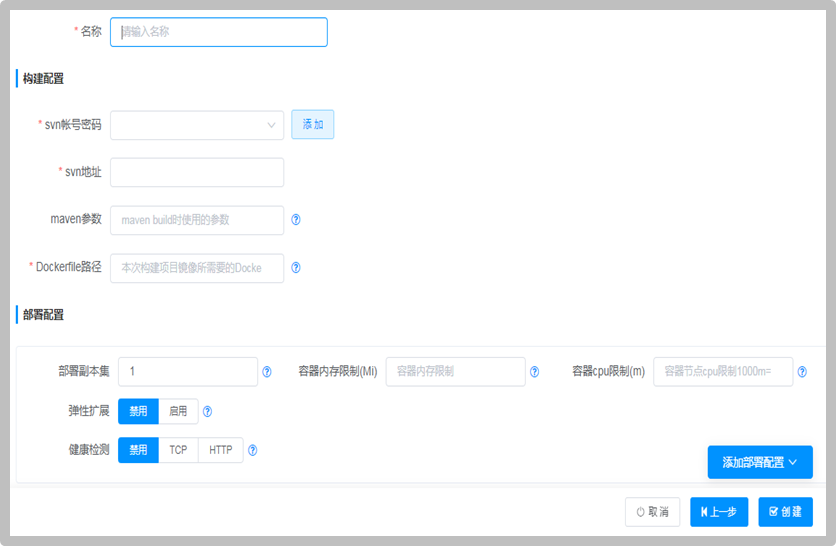 * 名称 请输入名称
构建配置
* svn帐号密码 添 加
* svn地址
maven参数 maven build时使用的参数
* Dockerfile路径 本次构建项目镜像所需要的Docke
部署配置
部署副本集 1 容器内存限制(Mi) 容器内存限制 容器cpu限制(m) 容器节点cpu限制1000m=
弹性扩展 禁用 启用
健康检测 禁用 TCP HTTP
添加部署配置
取 消 上一步 创 建